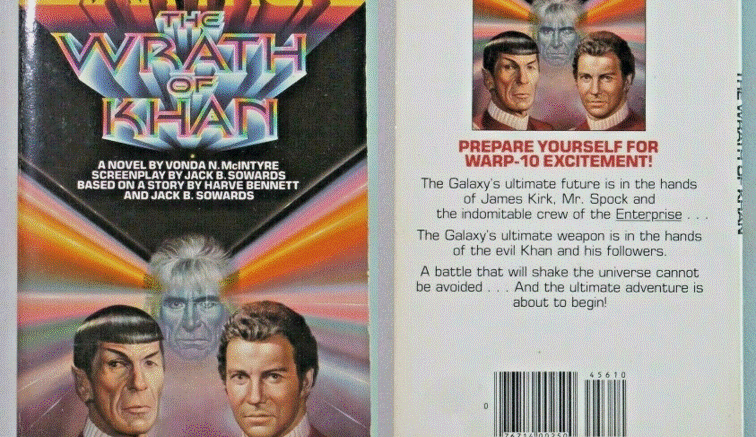 THE
WRATH
OF
KHAN
A NOVEL BY VONDA N. McINTYRE
SCREENPLAY BY JACK B. SOWARDS
BASED ON A STORY BY HARVE BENNETT
AND JACK B. SOWARDS
PREPARE YOURSELF FOR
WARP-10 EXCITEMENT!
The Galaxy's ultimate future is in the hands
of James Kirk, Mr. Spock and
the indomitable crew of the Enterprise . . .
The Galaxy's ultimate weapon is in the hands
of the evil Khan and his followers.
A battle that will shake the universe cannot
be avoided . . . And the ultimate adventure is
about to begin!
45610
0
76714 00250
THE WRATH OF KHAN